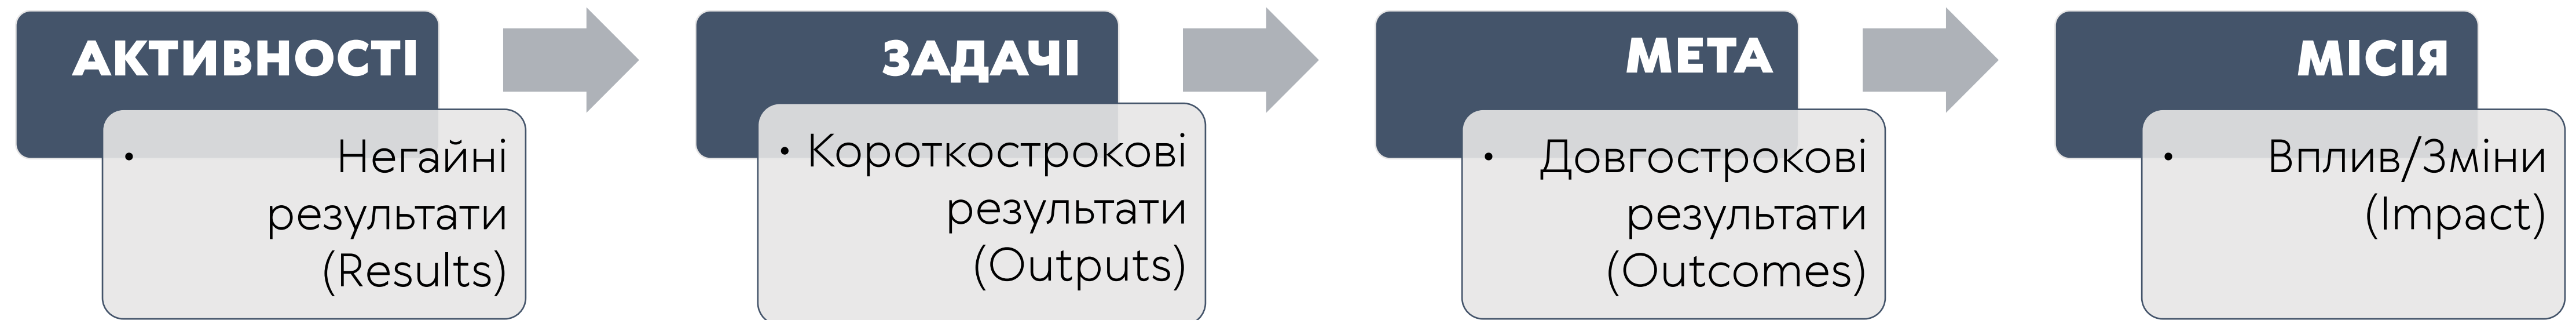 АКТИВНОСТІ
• Негайні
результати
(Results)
ЗАДАЧІ
• Короткострокові
результати
(Outputs)
МЕТА
• Довгострокові
результати
(Outcomes)
МІСІЯ
• Вплив/Зміни
(Impact)